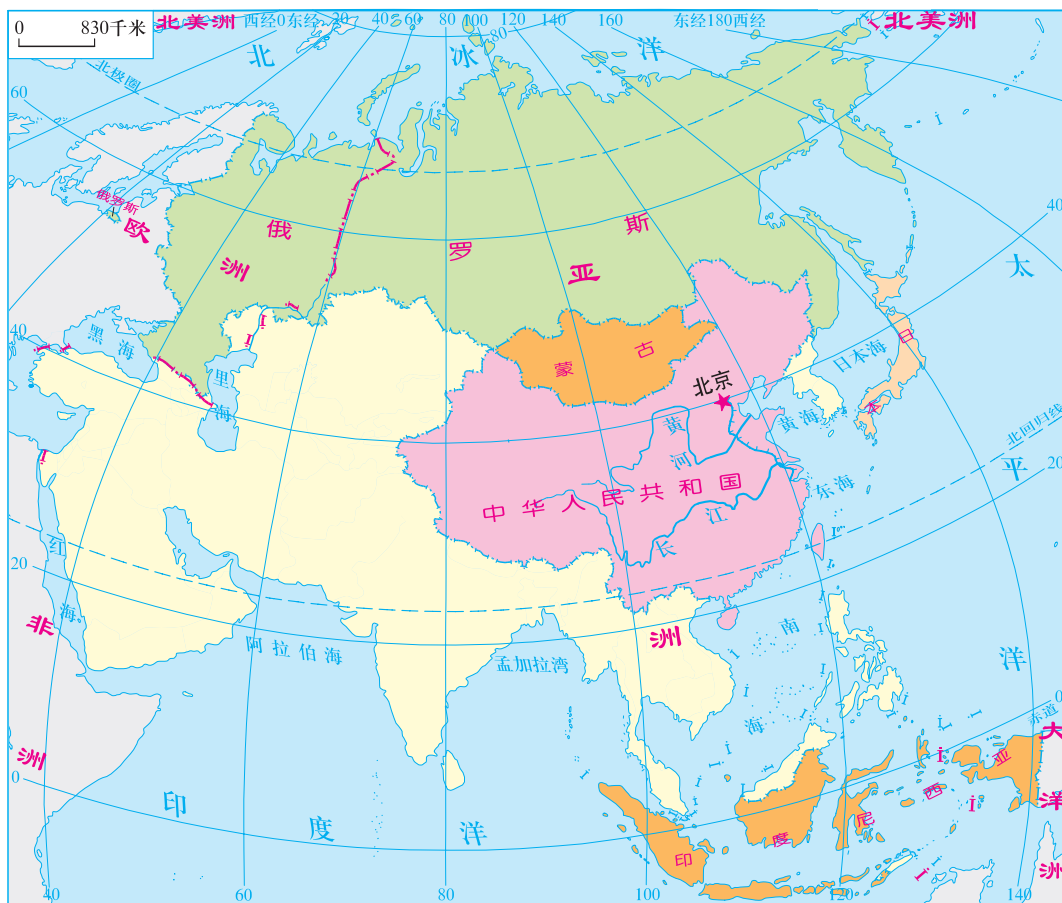 0 830千米
北美洲
西经0东经 20 40 60 80 100 120 140 160 东经180西经
北美洲
80
北冰洋
北极圈
60
俄罗斯
欧洲
俄罗斯
亚洲
40
太平洋
40
黑海
里海
蒙古
日本
日本海
北京
黄河
黄海
北回归线
20
中华人民共和国
东海
长江
红海
20
非洲
阿拉伯海
孟加拉湾
南海
0
赤道
大洋洲
0
印度洋
印度尼西亚
40 60 80 100 120 140